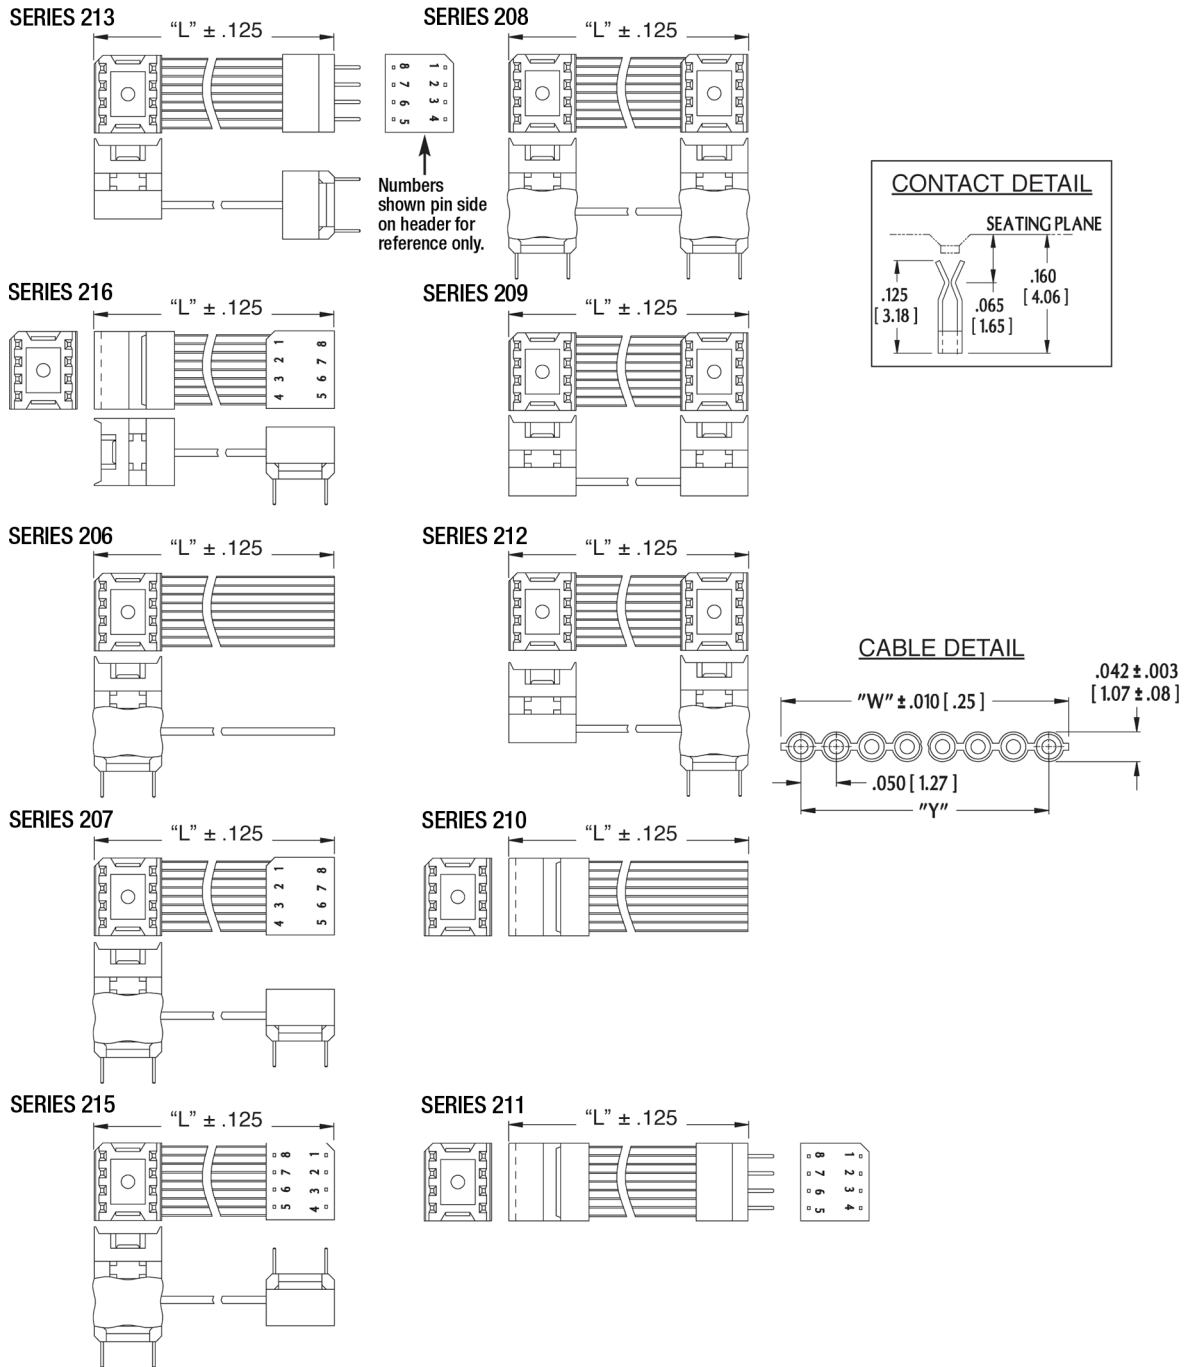 SERIES 213
"L" ± .125
8 1
7 2
6 3
5 4
Numbers
shown pin side
on header for
reference only.
SERIES 208
"L" ± .125
CONTACT DETAIL
SEATING PLANE
.125
[ 3.18 ]
.065
[ 1.65 ]
.160
[ 4.06 ]
SERIES 216
"L" ± .125
1 8
2 7
3 6
4 5
SERIES 209
"L" ± .125
SERIES 206
"L" ± .125
SERIES 212
"L" ± .125
CABLE DETAIL
"W" ± .010 [ .25 ]
.042 ± .003
[ 1.07 ± .08 ]
.050 [ 1.27 ]
"Y"
SERIES 207
"L" ± .125
1 8
2 7
3 6
4 5
SERIES 210
"L" ± .125
SERIES 215
"L" ± .125
8 1
7 2
6 3
5 4
SERIES 211
"L" ± .125
8 1
7 2
6 3
5 4